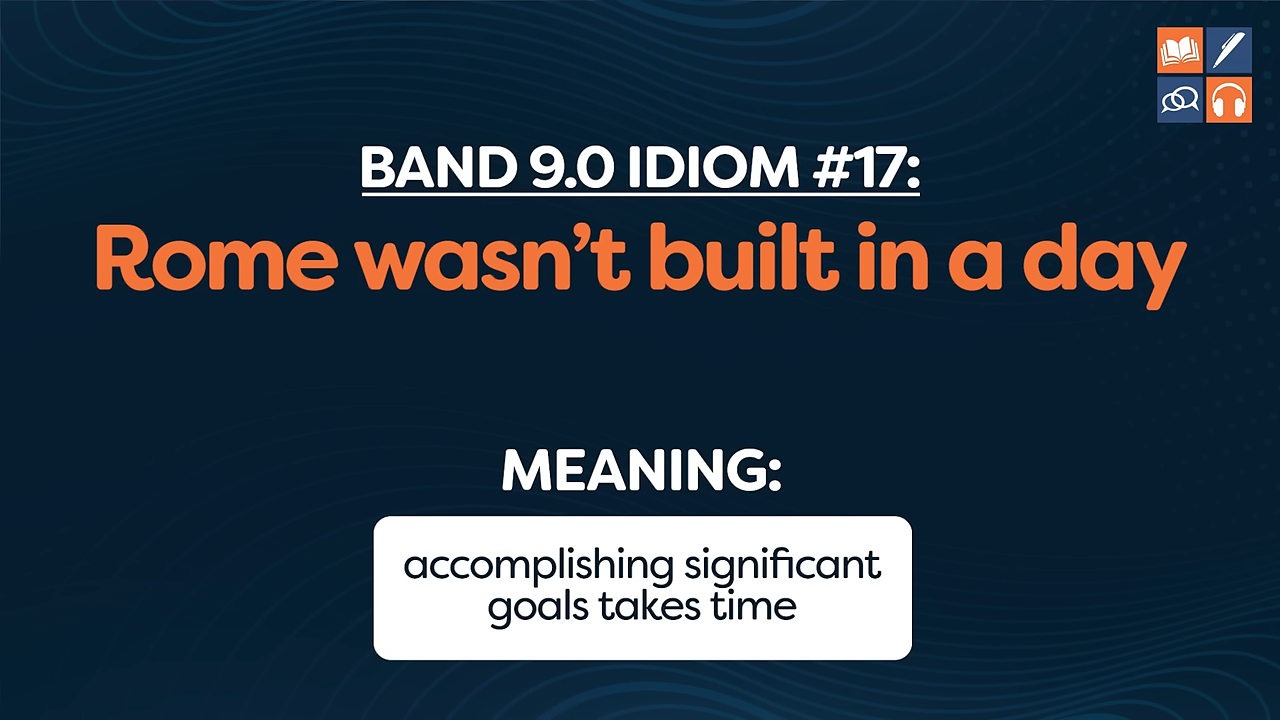 BAND 9.0 IDIOM #17:
Rome wasn’t built in a day
MEANING:
accomplishing significant
goals takes time